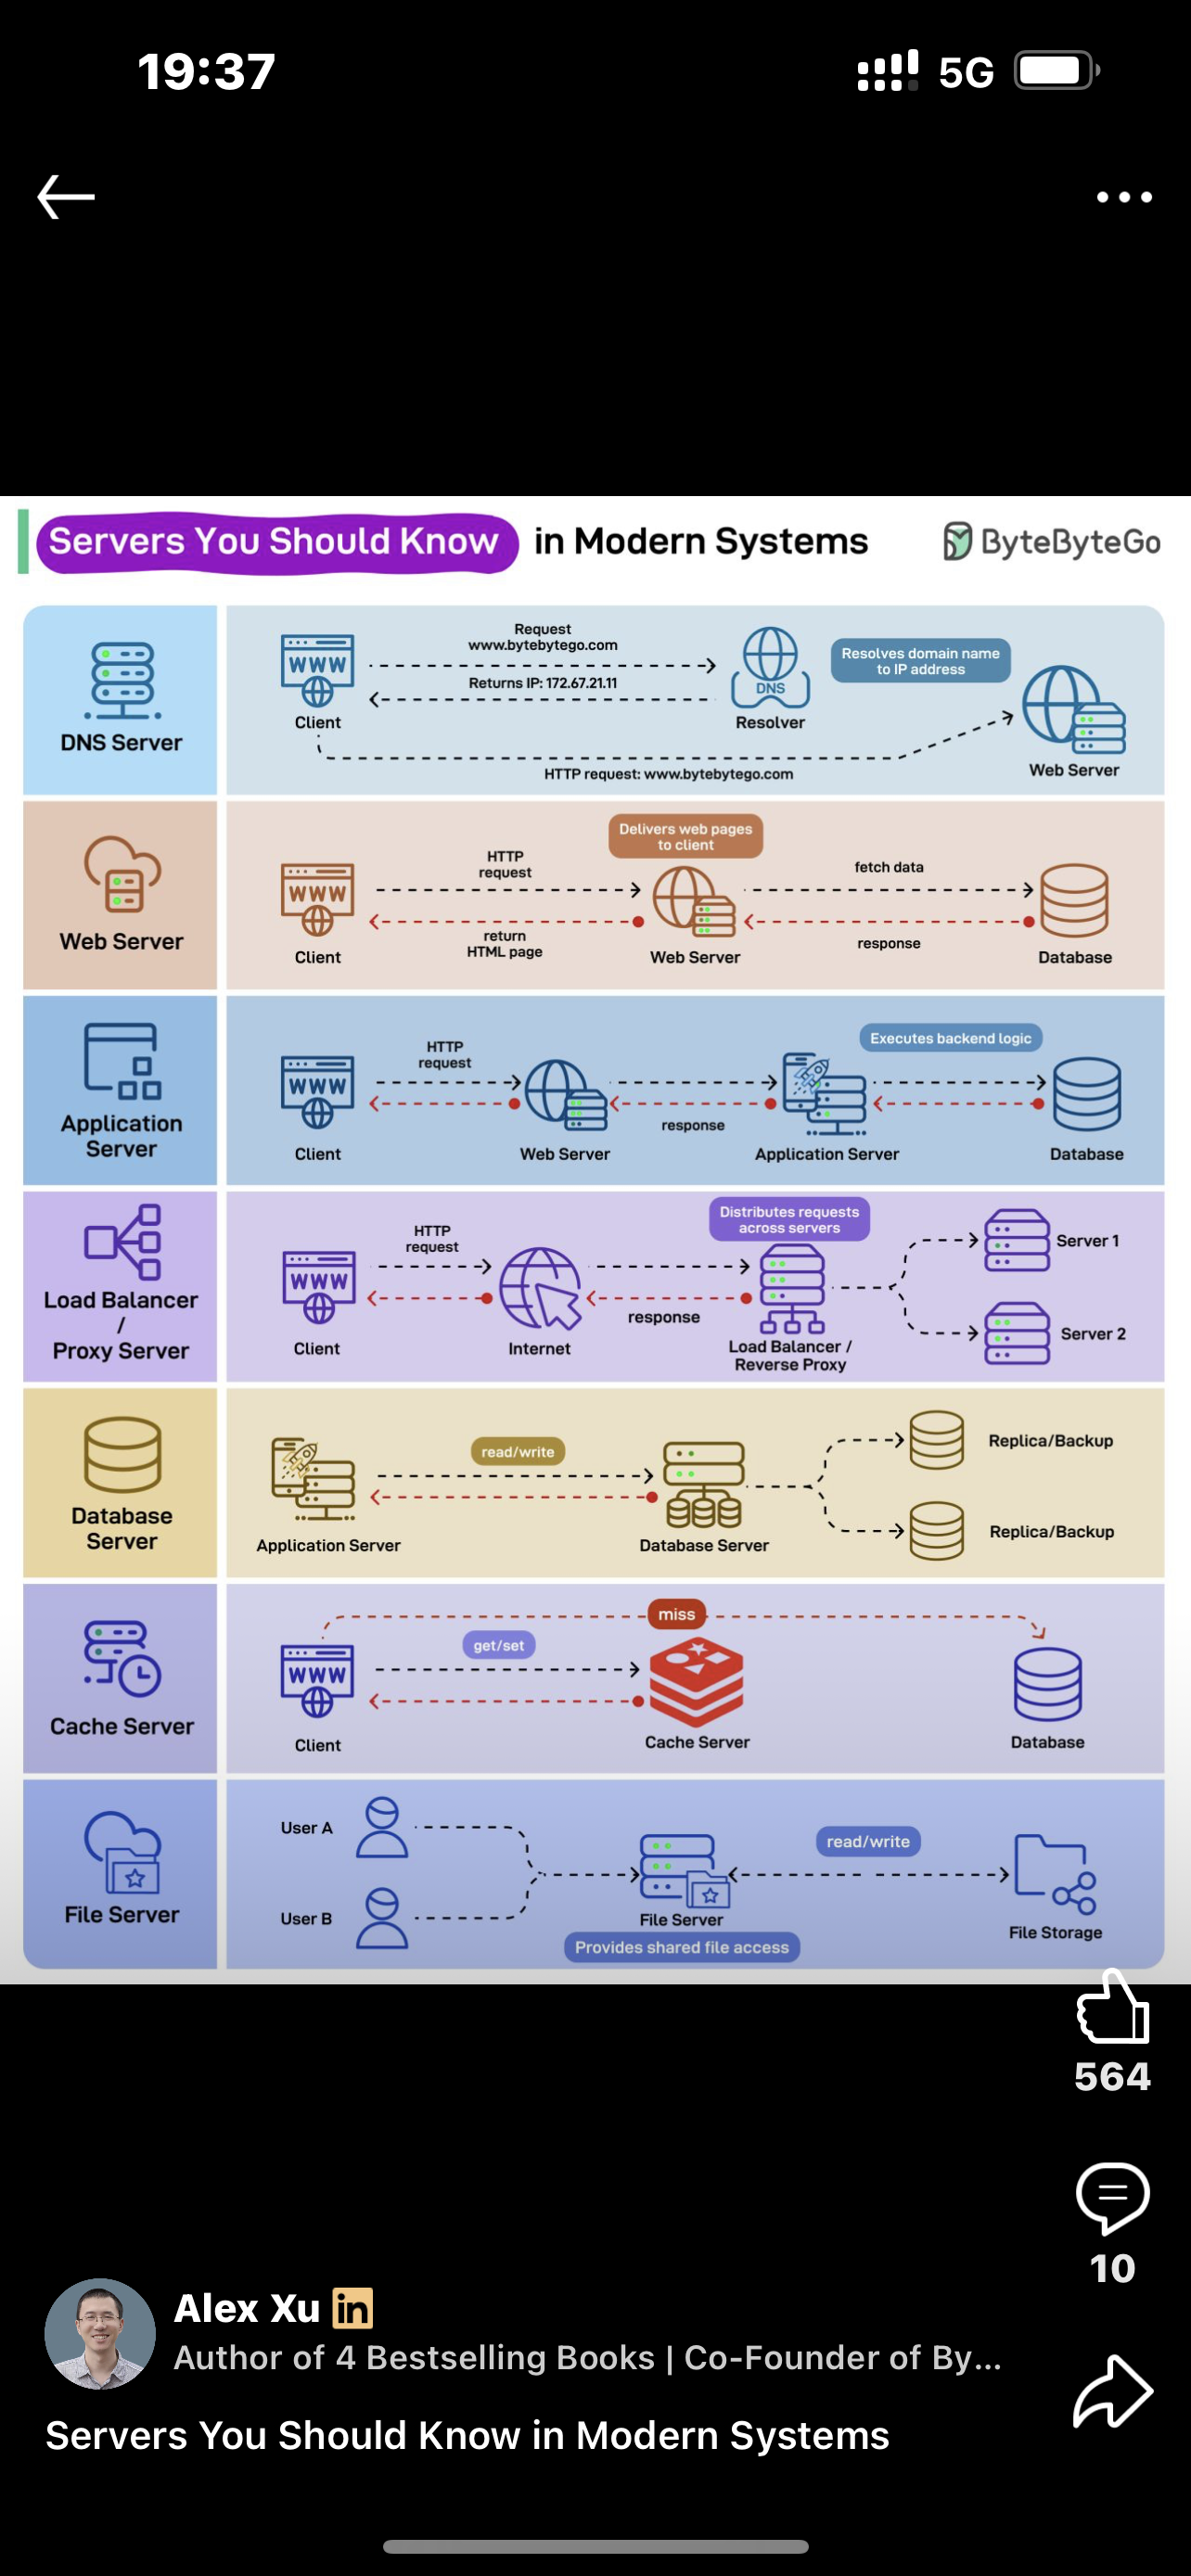 19:37
5G
Servers You Should Know in Modern Systems
ByteByteGo
DNS Server
Request
www.bytebytego.com
Returns IP: 172.67.21.11
WWW
Client
DNS
Resolver
Resolves domain name
to IP address
HTTP request: www.bytebytego.com
Web Server
Web Server
WWW
Client
HTTP
request
return
HTML page
Delivers web pages
to client
Web Server
fetch data
response
Database
Application
Server
WWW
Client
HTTP
request
Web Server
response
Executes backend logic
Application Server
Database
Load Balancer
/
Proxy Server
WWW
Client
HTTP
request
Internet
response
Distributes requests
across servers
Load Balancer /
Reverse Proxy
Server 1
Server 2
Database
Server
Application Server
read/write
Database Server
Replica/Backup
Replica/Backup
Cache Server
WWW
Client
get/set
miss
Cache Server
Database
File Server
User A
User B
File Server
Provides shared file access
read/write
File Storage
564
10
Alex Xu in
Author of 4 Bestselling Books | Co-Founder of By...
Servers You Should Know in Modern Systems